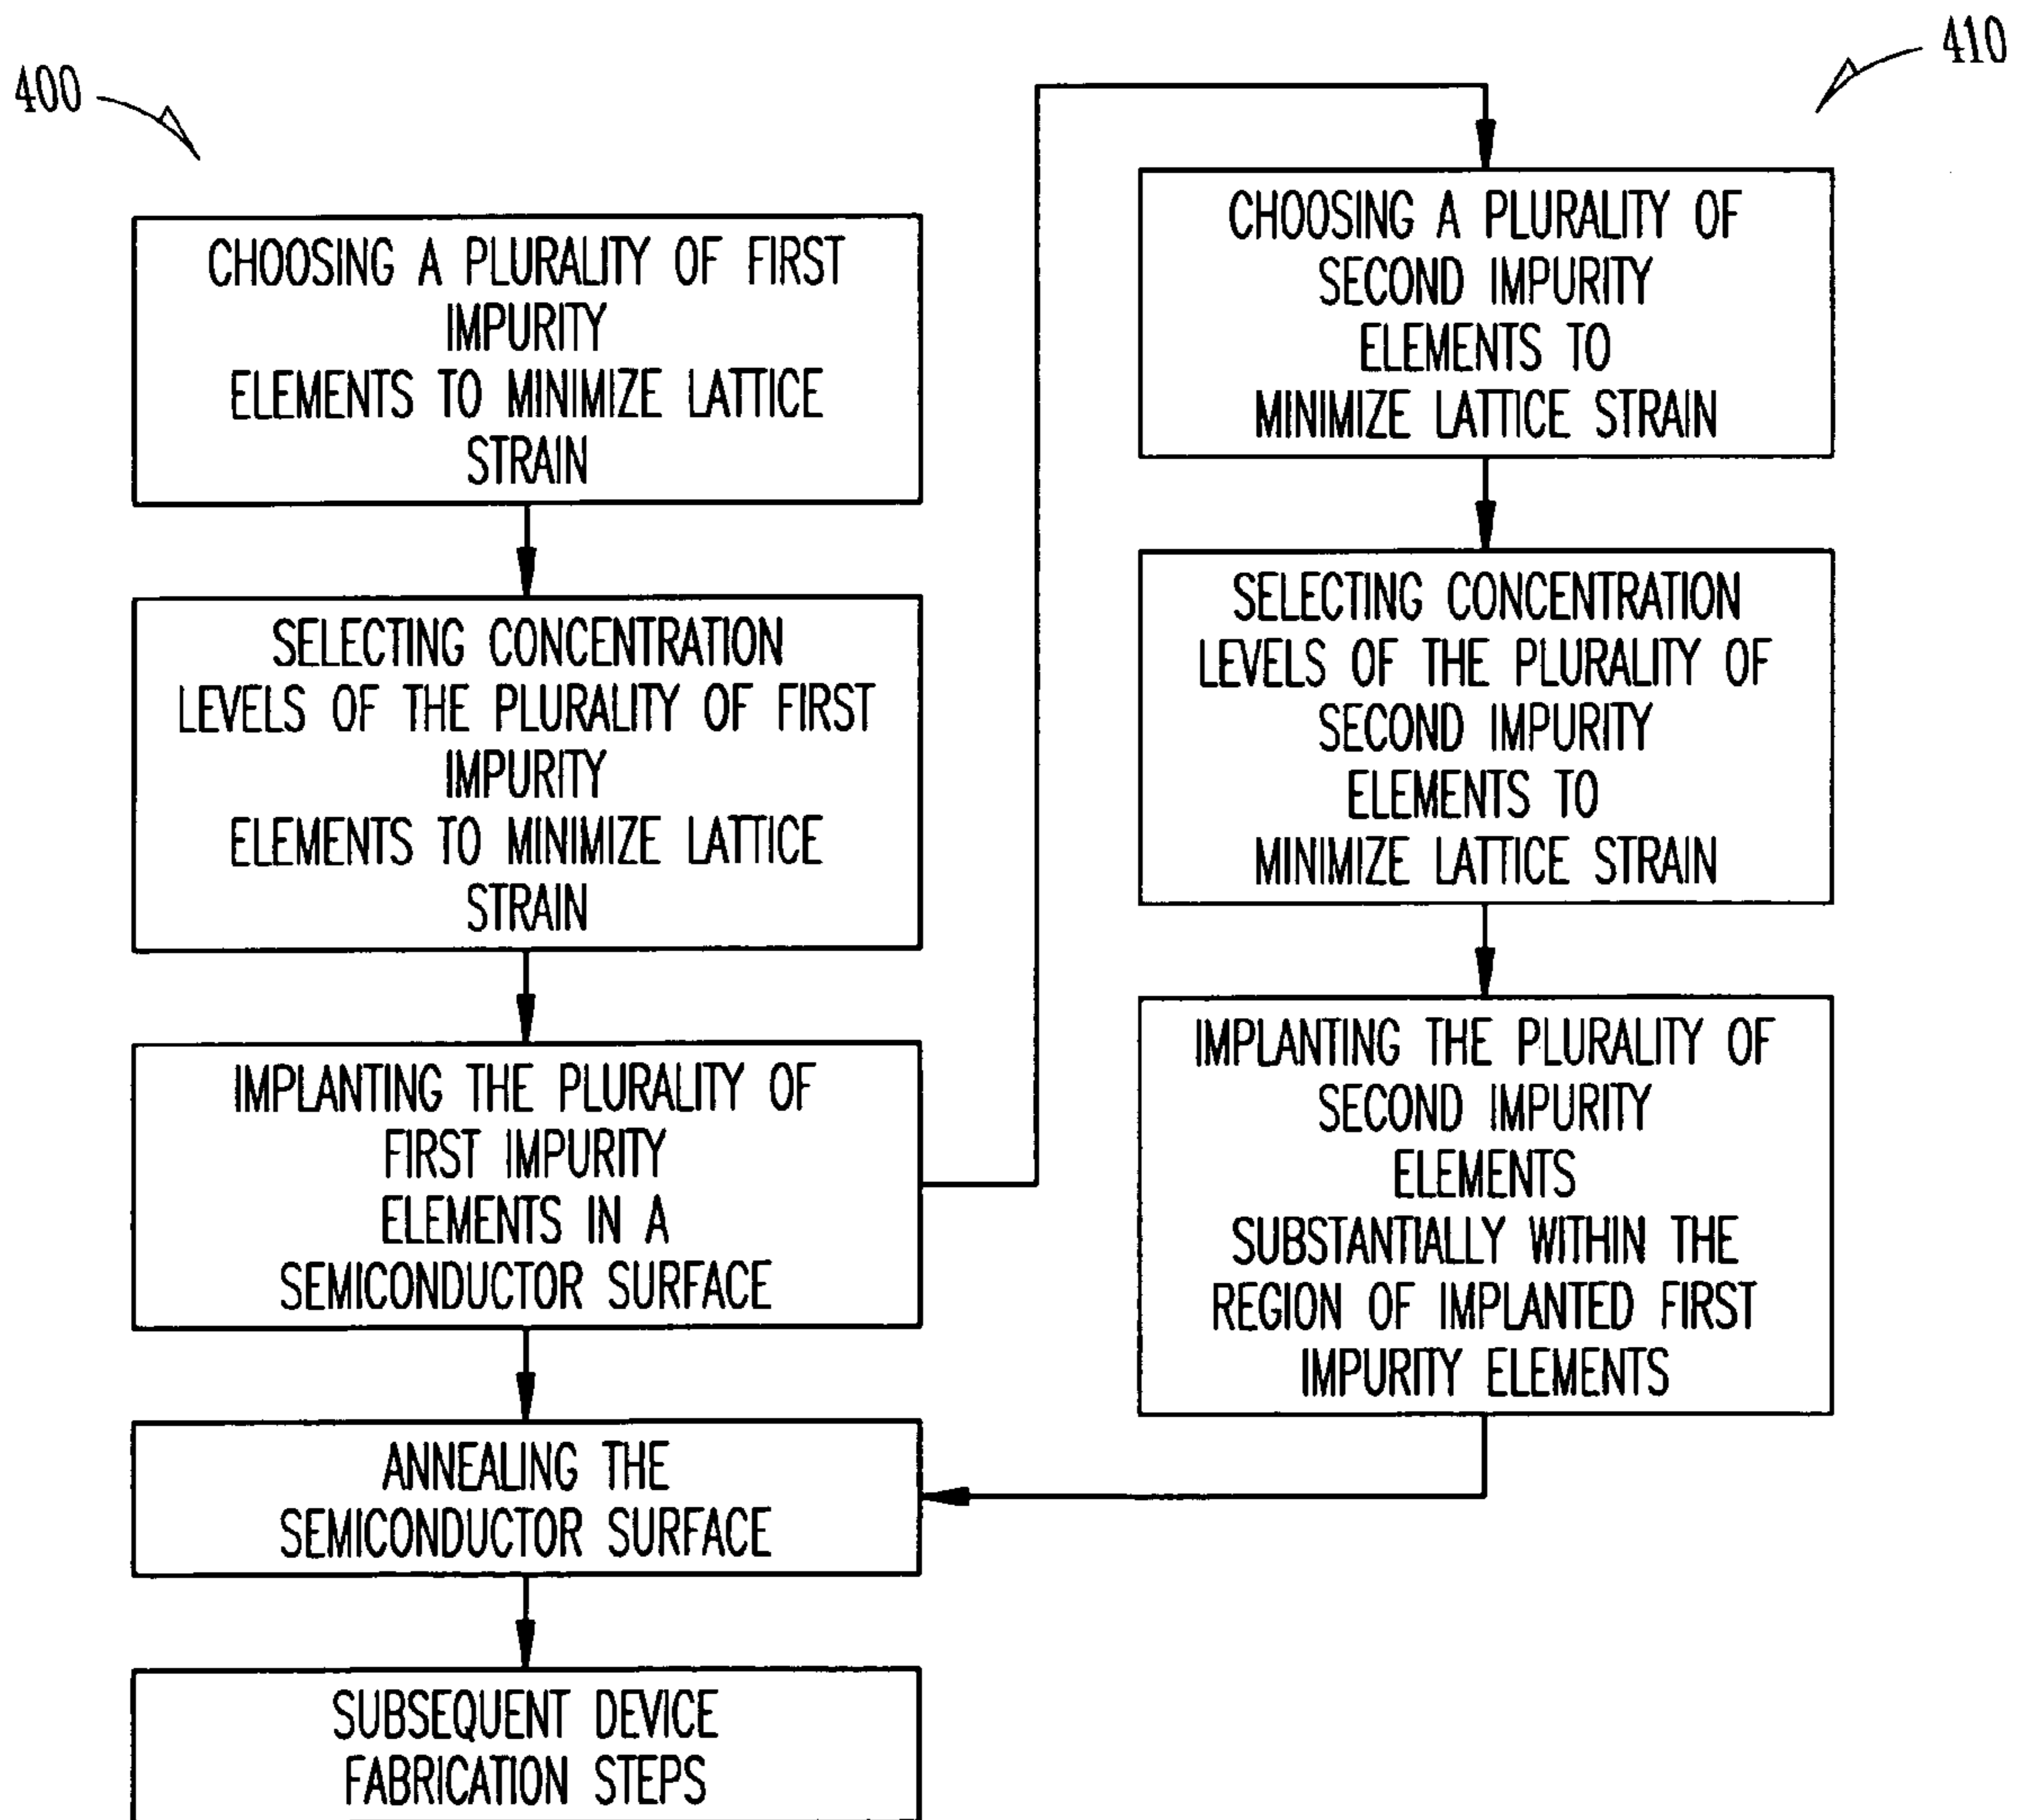 400
CHOOSING A PLURALITY OF FIRST
IMPURITY
ELEMENTS TO MINIMIZE LATTICE
STRAIN
SELECTING CONCENTRATION
LEVELS OF THE PLURALITY OF FIRST
IMPURITY
ELEMENTS TO MINIMIZE LATTICE
STRAIN
IMPLANTING THE PLURALITY OF
FIRST IMPURITY
ELEMENTS IN A
SEMICONDUCTOR SURFACE
ANNEALING THE
SEMICONDUCTOR SURFACE
SUBSEQUENT DEVICE
FABRICATION STEPS
410
CHOOSING A PLURALITY OF
SECOND IMPURITY
ELEMENTS TO
MINIMIZE LATTICE STRAIN
SELECTING CONCENTRATION
LEVELS OF THE PLURALITY OF
SECOND IMPURITY
ELEMENTS TO
MINIMIZE LATTICE STRAIN
IMPLANTING THE PLURALITY OF
SECOND IMPURITY
ELEMENTS
SUBSTANTIALLY WITHIN THE
REGION OF IMPLANTED FIRST
IMPURITY ELEMENTS